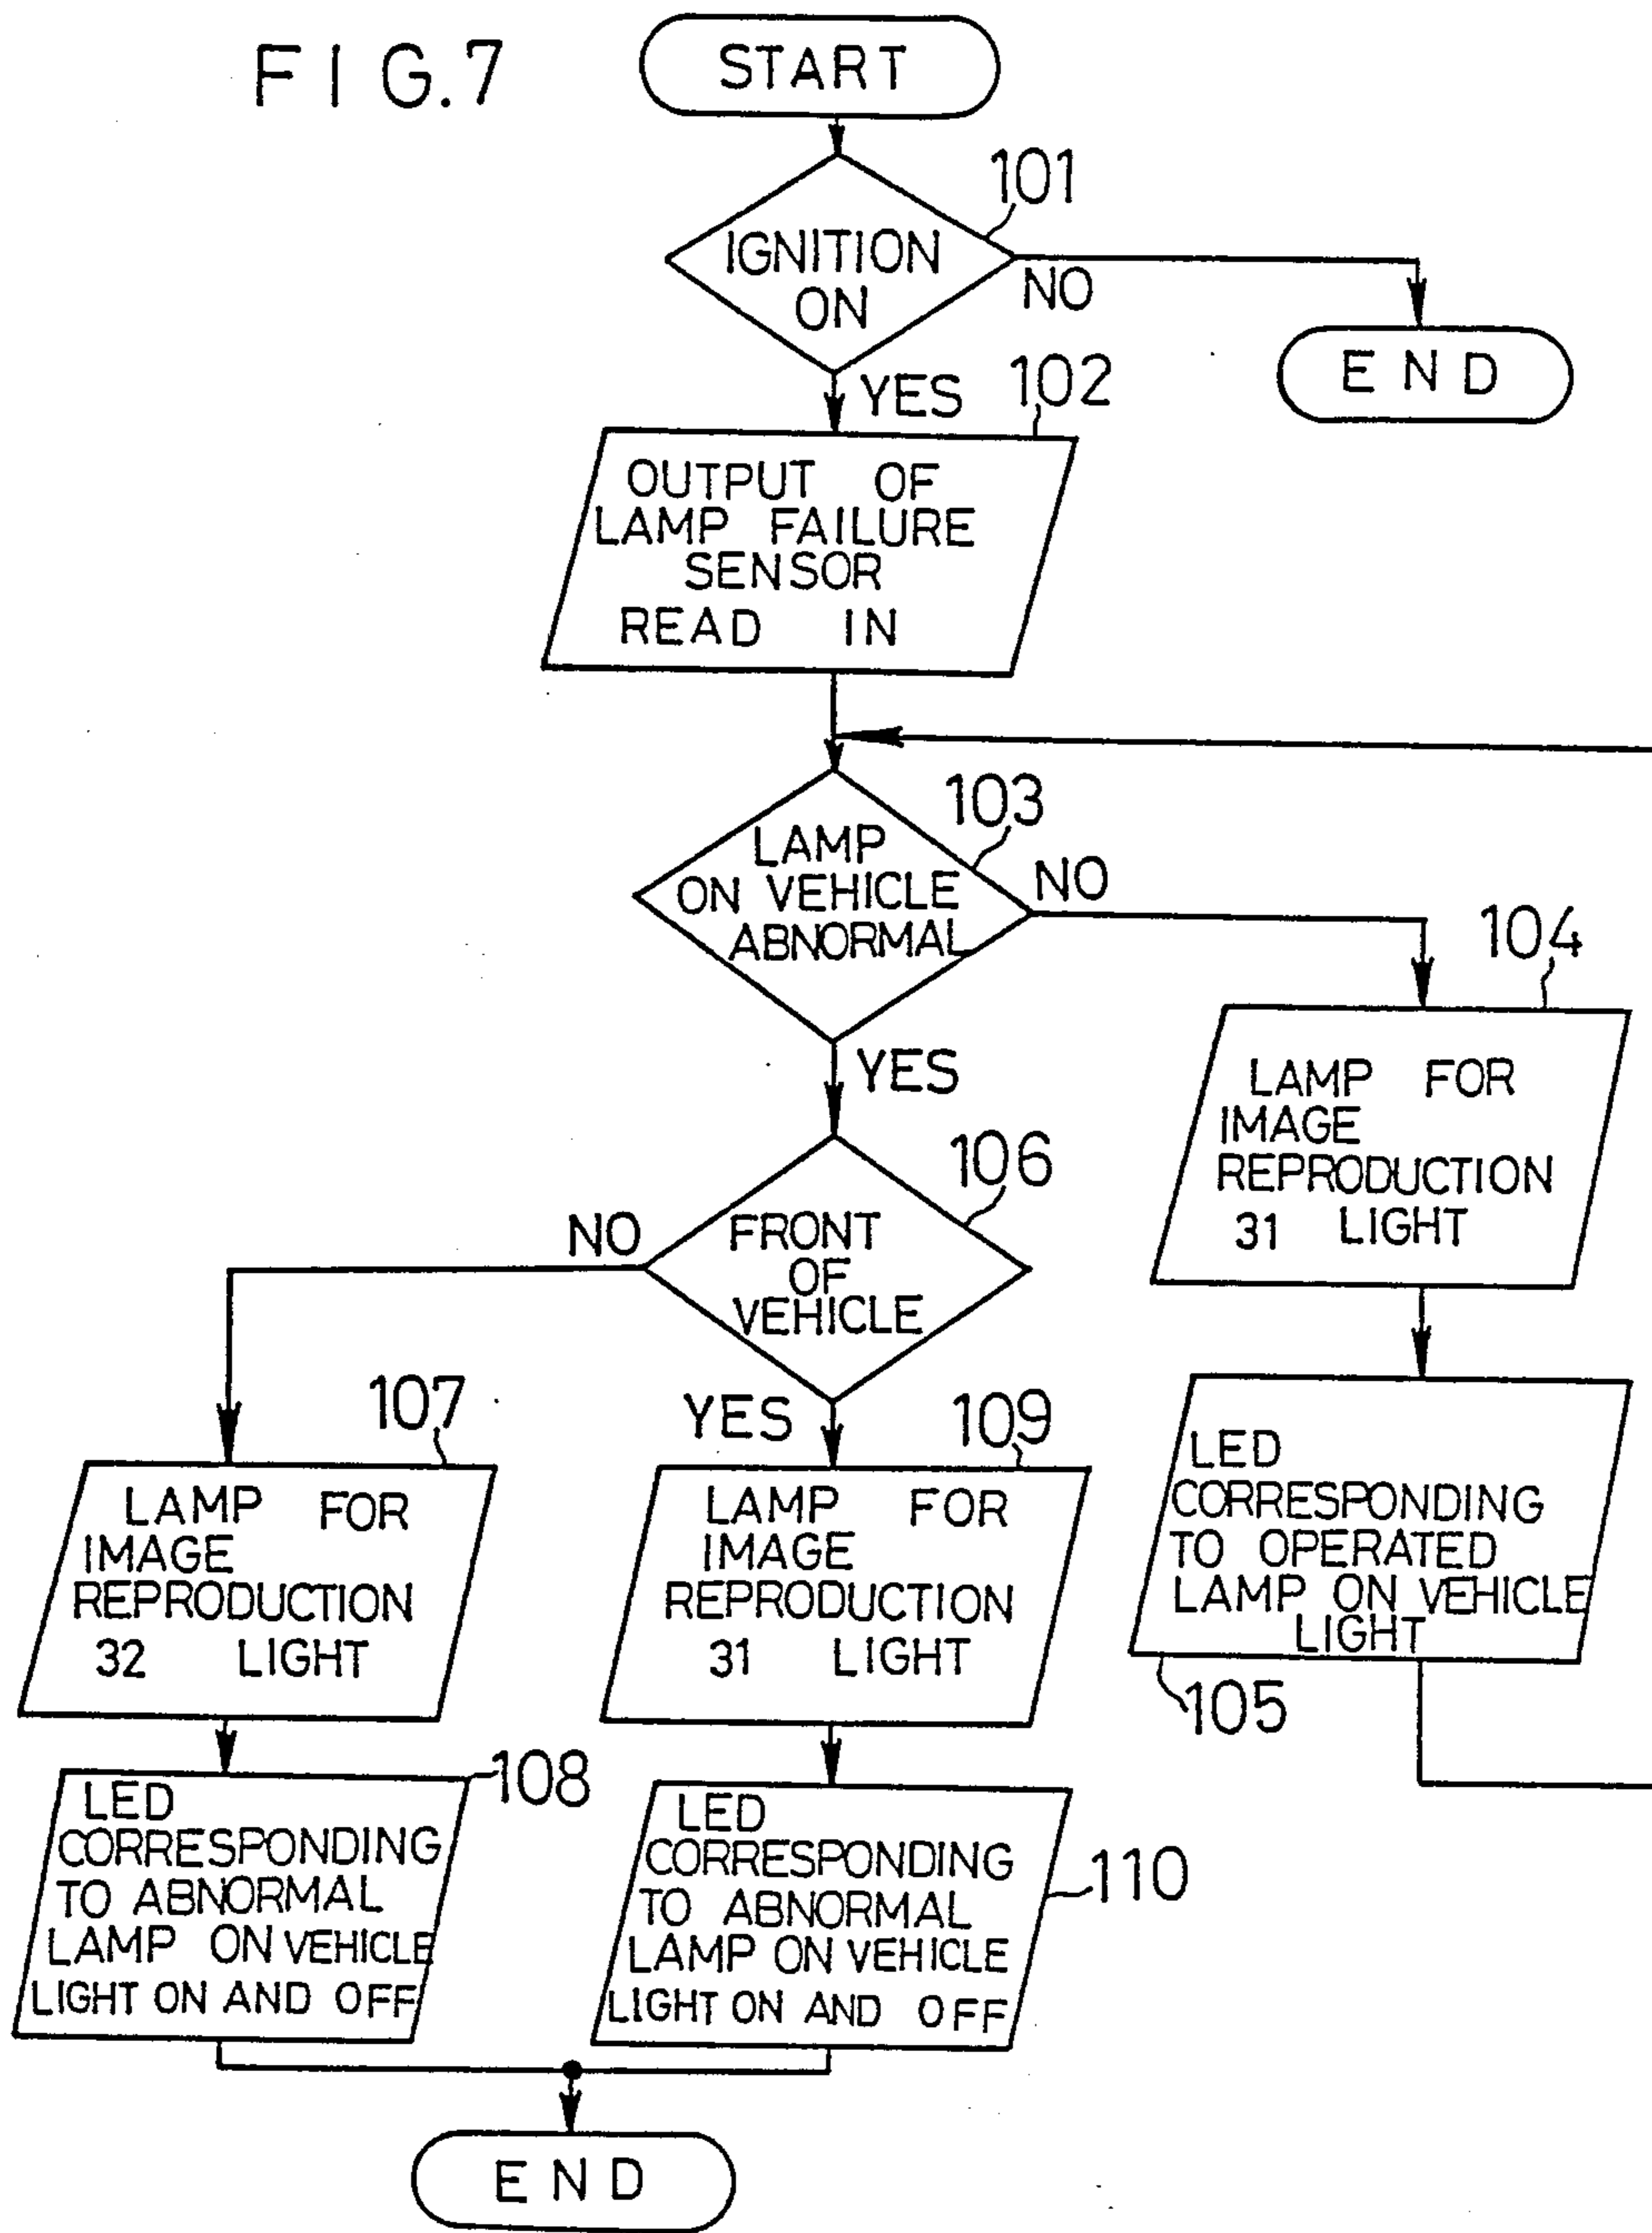 FIG.7
START
101
IGNITION
ON
NO
END
YES
102
OUTPUT OF
LAMP FAILURE
SENSOR
READ IN
103
LAMP
ON VEHICLE
ABNORMAL
NO
104
LAMP FOR
IMAGE
REPRODUCTION
31 LIGHT
YES
106
FRONT
OF
VEHICLE
NO
YES
107
LAMP FOR
IMAGE
REPRODUCTION
32 LIGHT
109
LAMP FOR
IMAGE
REPRODUCTION
31 LIGHT
LED
CORRESPONDING
TO OPERATED
LAMP ON VEHICLE
LIGHT
105
108
LED
CORRESPONDING
TO ABNORMAL
LAMP ON VEHICLE
LIGHT ON AND OFF
LED
CORRESPONDING
TO ABNORMAL
LAMP ON VEHICLE
LIGHT ON AND OFF
110
END